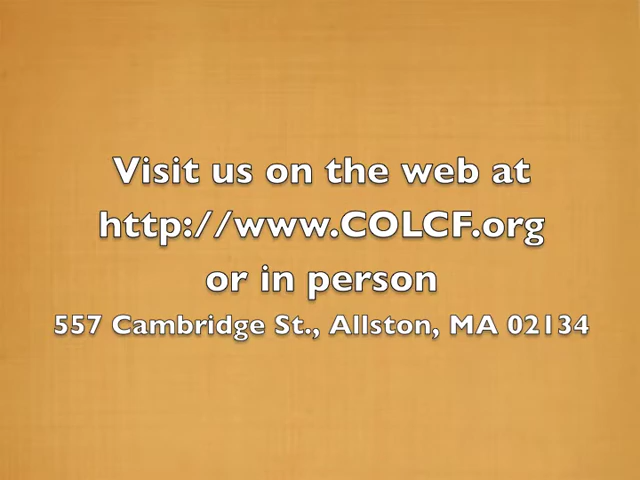 Visit us on the web at
http://www.COLCF.org
or in person
557 Cambridge St., Allston, MA 02134